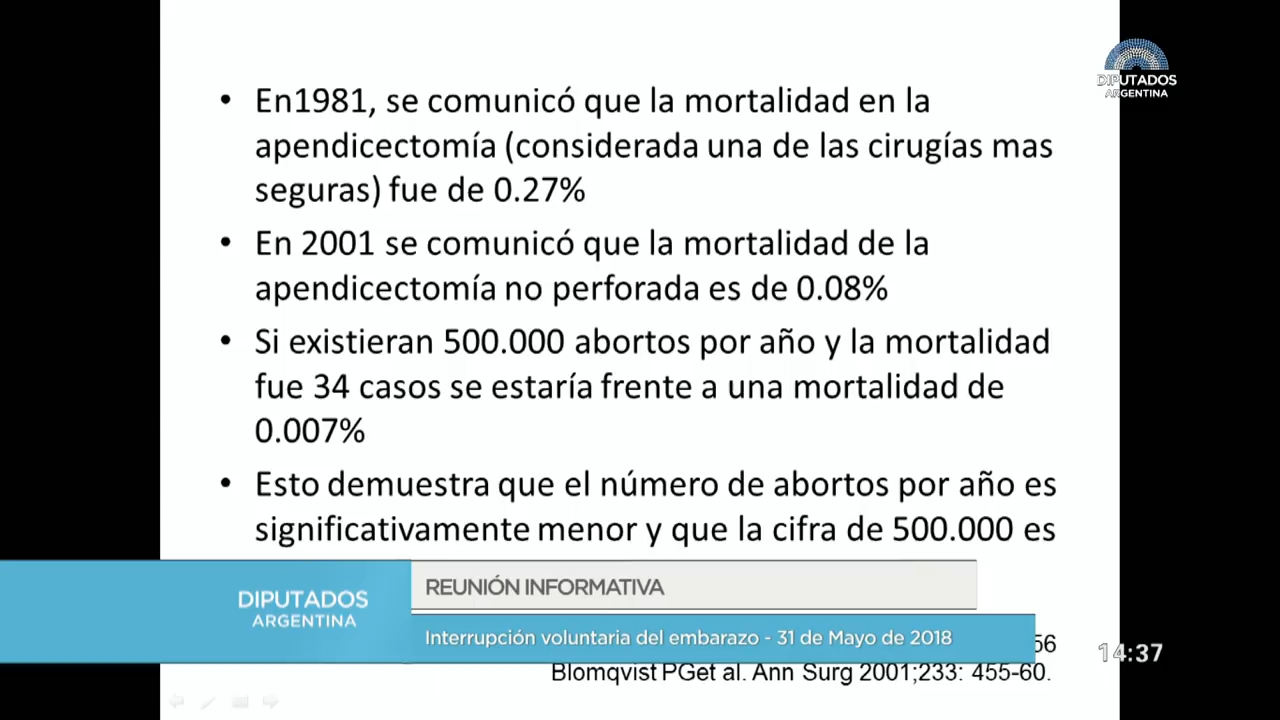 DIPUTADOS
ARGENTINA
• En1981, se comunicó que la mortalidad en la
apendicectomía (considerada una de las cirugías mas
seguras) fue de 0.27%
• En 2001 se comunicó que la mortalidad de la
apendicectomía no perforada es de 0.08%
• Si existieran 500.000 abortos por año y la mortalidad
fue 34 casos se estaría frente a una mortalidad de
0.007%
• Esto demuestra que el número de abortos por año es
significativamente menor y que la cifra de 500.000 es
DIPUTADOS
ARGENTINA
REUNIÓN INFORMATIVA
Interrupción voluntaria del embarazo - 31 de Mayo de 2018
56
14:37
Blomqvist PGet al. Ann Surg 2001;233: 455-60.